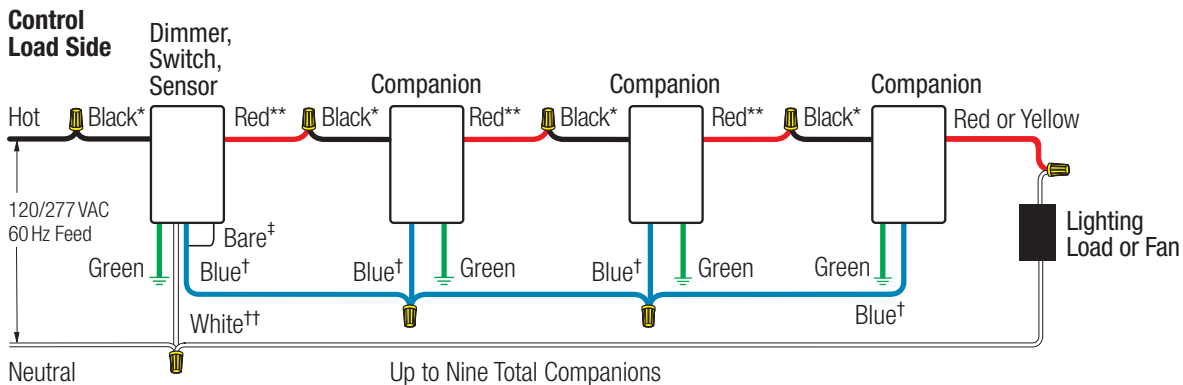 Control
Load Side
Dimmer,
Switch,
Sensor
Companion
Companion
Companion
Hot
Black*
Red**
Black*
Red**
Black*
Red**
Black*
Red or Yellow
120/277 VAC
60 Hz Feed
Lighting
Load or Fan
Bare‡
Green
Blue†
Blue†
Green
Blue†
Green
Green
Blue†
White††
Neutral
Up to Nine Total Companions